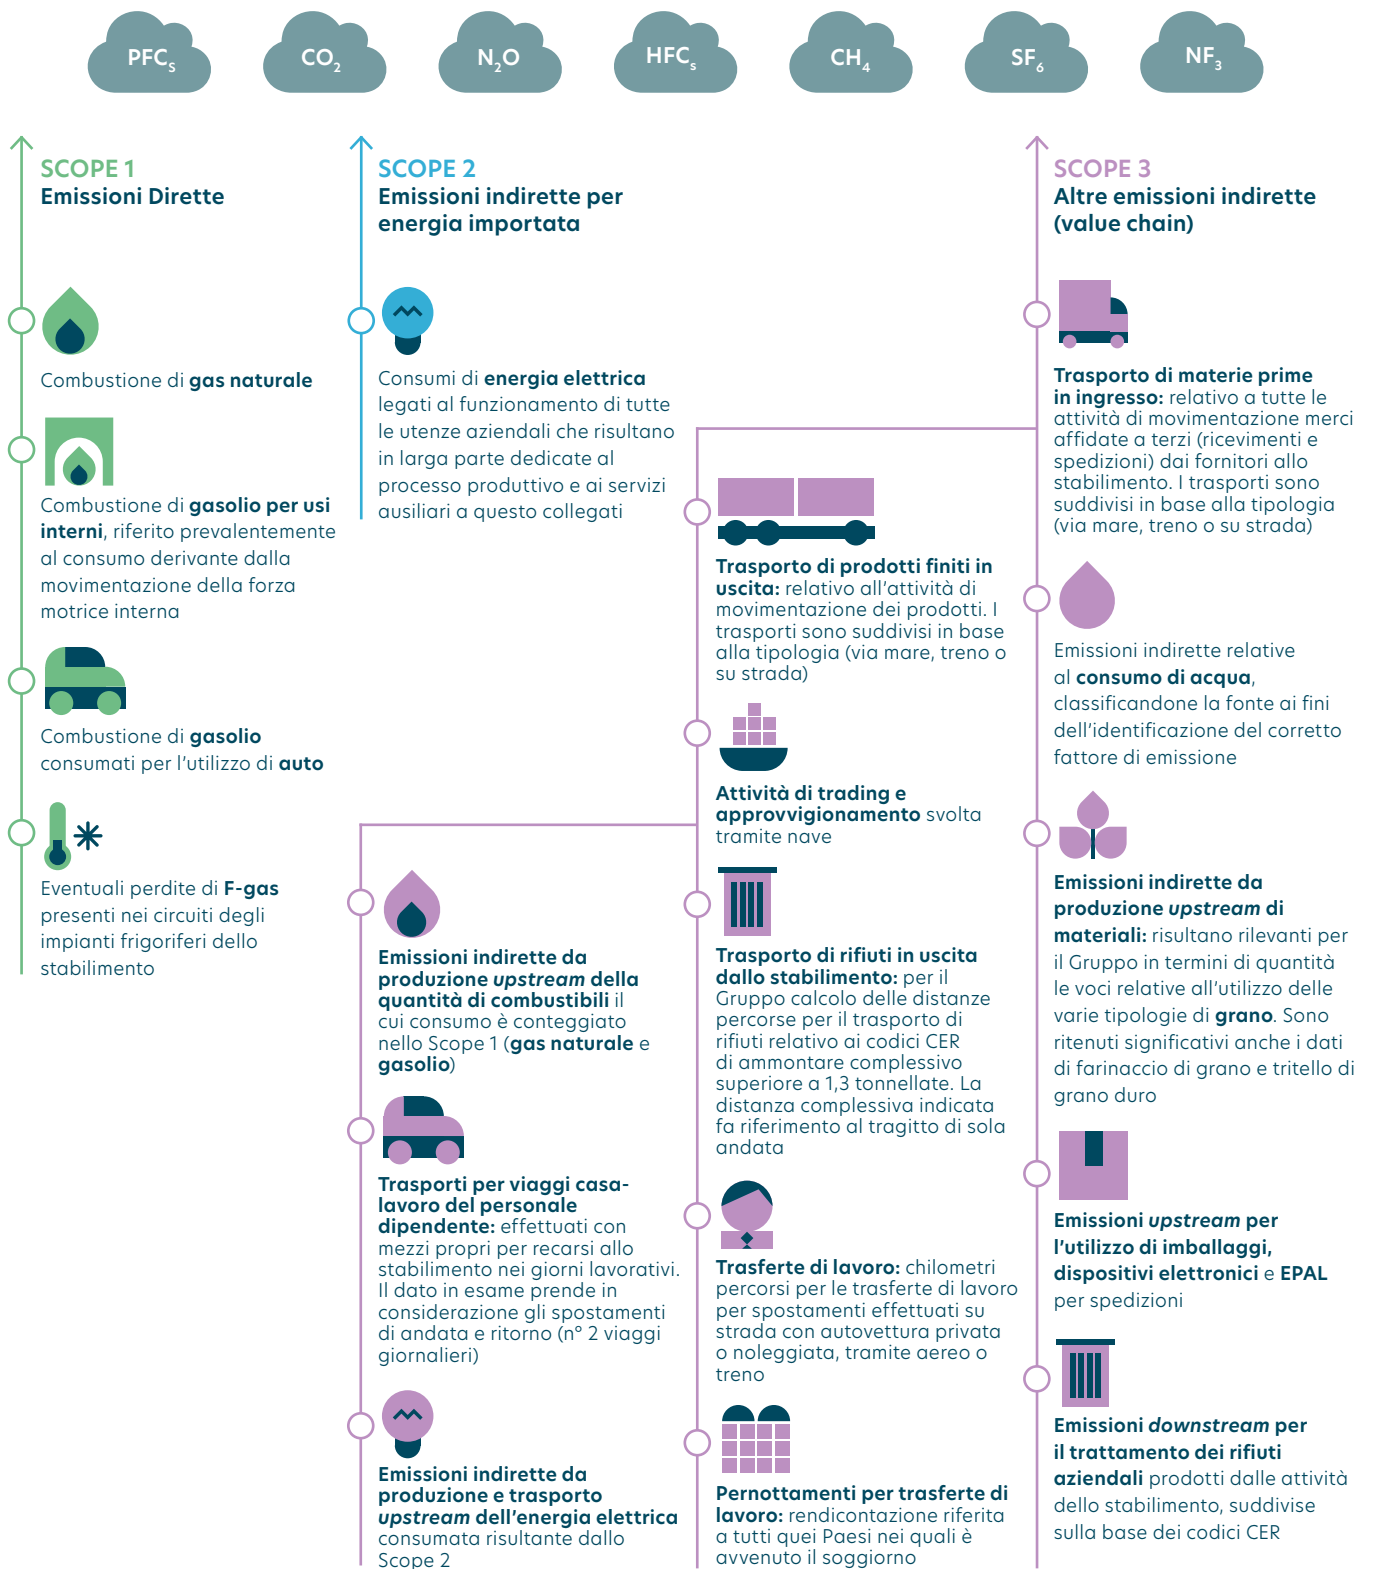 PFCs
CO2
N2O
HFCs
CH4
SF6
NF3
SCOPE 1
Emissioni Dirette
Combustione di gas naturale
Combustione di gasolio per usi
interni, riferito prevalentemente
al consumo derivante dalla
movimentazione della forza
motrice interna
Combustione di gasolio
consumati per l'utilizzo di auto
Eventuali perdite di F-gas
presenti nei circuiti degli
impianti frigoriferi dello
stabilimento
SCOPE 2
Emissioni indirette per
energia importata
Consumi di energia elettrica
legati al funzionamento di tutte
le utenze aziendali che risultano
in larga parte dedicate al
processo produttivo e ai servizi
ausiliari a questo collegati
SCOPE 3
Altre emissioni indirette
(value chain)
Trasporto di materie prime
in ingresso: relativo a tutte le
attività di movimentazione merci
affidate a terzi (ricevimenti e
spedizioni) dai fornitori allo
stabilimento. I trasporti sono
suddivisi in base alla tipologia
(via mare, treno o su strada)
Emissioni indirette relative
al consumo di acqua,
classificandone la fonte ai fini
dell'identificazione del corretto
fattore di emissione
Emissioni indirette da
produzione upstream di
materiali: risultano rilevanti per
il Gruppo in termini di quantità
le voci relative all'utilizzo delle
varie tipologie di grano. Sono
ritenuti significativi anche i dati
di farinaccio di grano e tritello di
grano duro
Emissioni upstream per
l'utilizzo di imballaggi,
dispositivi elettronici e EPAL
per spedizioni
Emissioni downstream per
il trattamento dei rifiuti
aziendali prodotti dalle attività
dello stabilimento, suddivise
sulla base dei codici CER
Trasporto di prodotti finiti in
uscita: relativo all'attività di
movimentazione dei prodotti. I
trasporti sono suddivisi in base
alla tipologia (via mare, treno o
su strada)
Attività di trading e
approvvigionamento svolta
tramite nave
Trasporto di rifiuti in uscita
dallo stabilimento: per il
Gruppo calcolo delle distanze
percorse per il trasporto di
rifiuti relativo ai codici CER
di ammontare complessivo
superiore a 1,3 tonnellate. La
distanza complessiva indicata
fa riferimento al tragitto di sola
andata
Trasferte di lavoro: chilometri
percorsi per le trasferte di lavoro
per spostamenti effettuati su
strada con autovettura privata
o noleggiata, tramite aereo o
treno
Pernottamenti per trasferte di
lavoro: rendicontazione riferita
a tutti quei Paesi nei quali è
avvenuto il soggiorno
Emissioni indirette da
produzione upstream della
quantità di combustibili il
cui consumo è conteggiato
nello Scope 1 (gas naturale e
gasolio)
Trasporti per viaggi casa-
lavoro del personale
dipendente: effettuati con
mezzi propri per recarsi allo
stabilimento nei giorni lavorativi.
Il dato in esame prende in
considerazione gli spostamenti
di andata e ritorno (n° 2 viaggi
giornalieri)
Emissioni indirette da
produzione e trasporto
upstream dell'energia elettrica
consumata risultante dallo
Scope 2